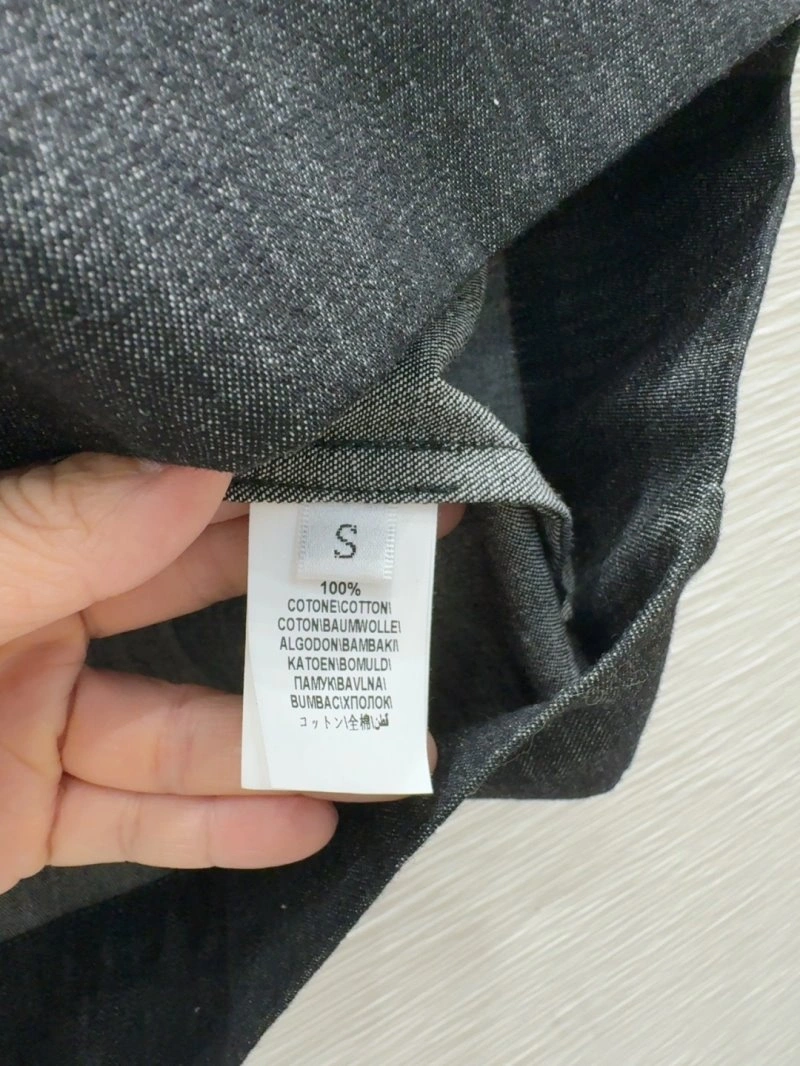 S
100%
COTONE\COTTON\
COTON\BAUMWOLLE\
ALGODON\BAMBAKI\
KATOEN\BOMULD\
ПАМУК\BAVLNA\
BUMBAC\ХПОЛОК\
コットン\全棉\